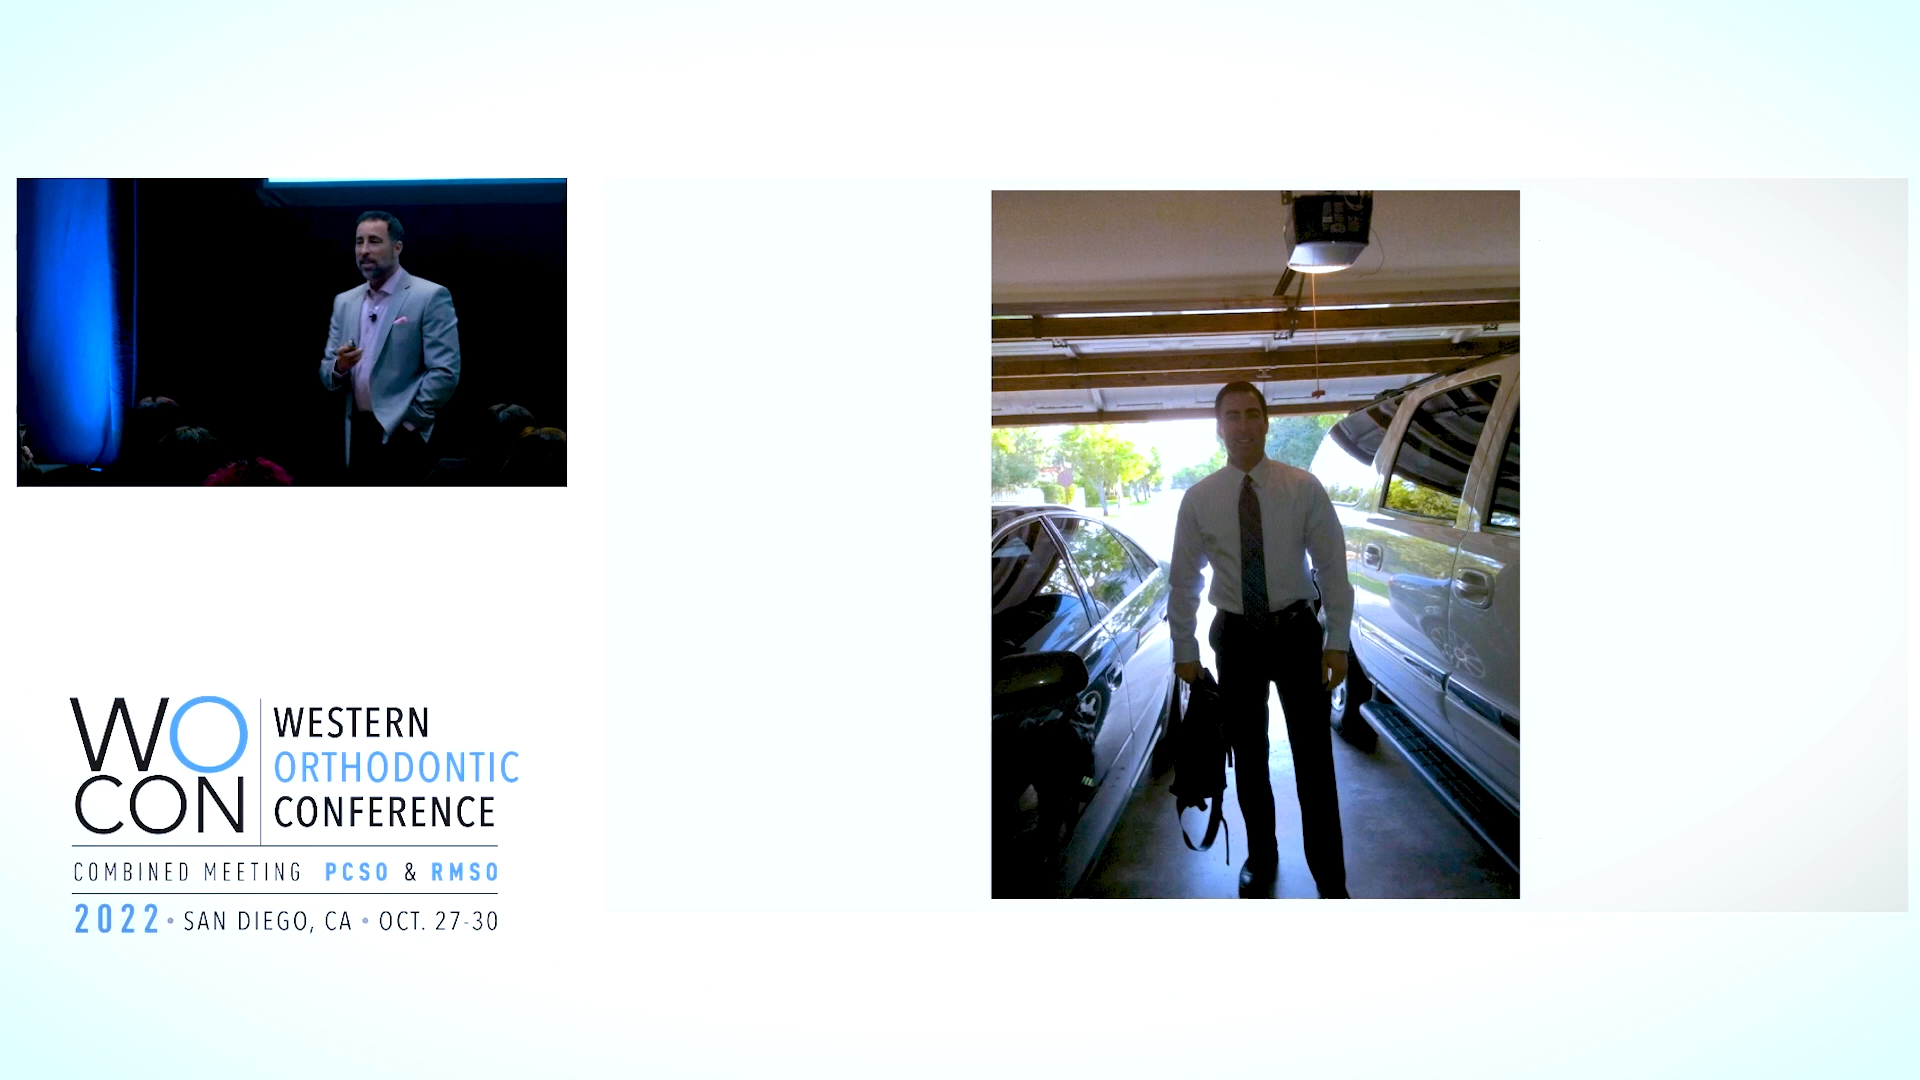 WO
CON
WESTERN
ORTHODONTIC
CONFERENCE
COMBINED MEETING PCSO & RMSO
2022 • SAN DIEGO, CA • OCT. 27-30